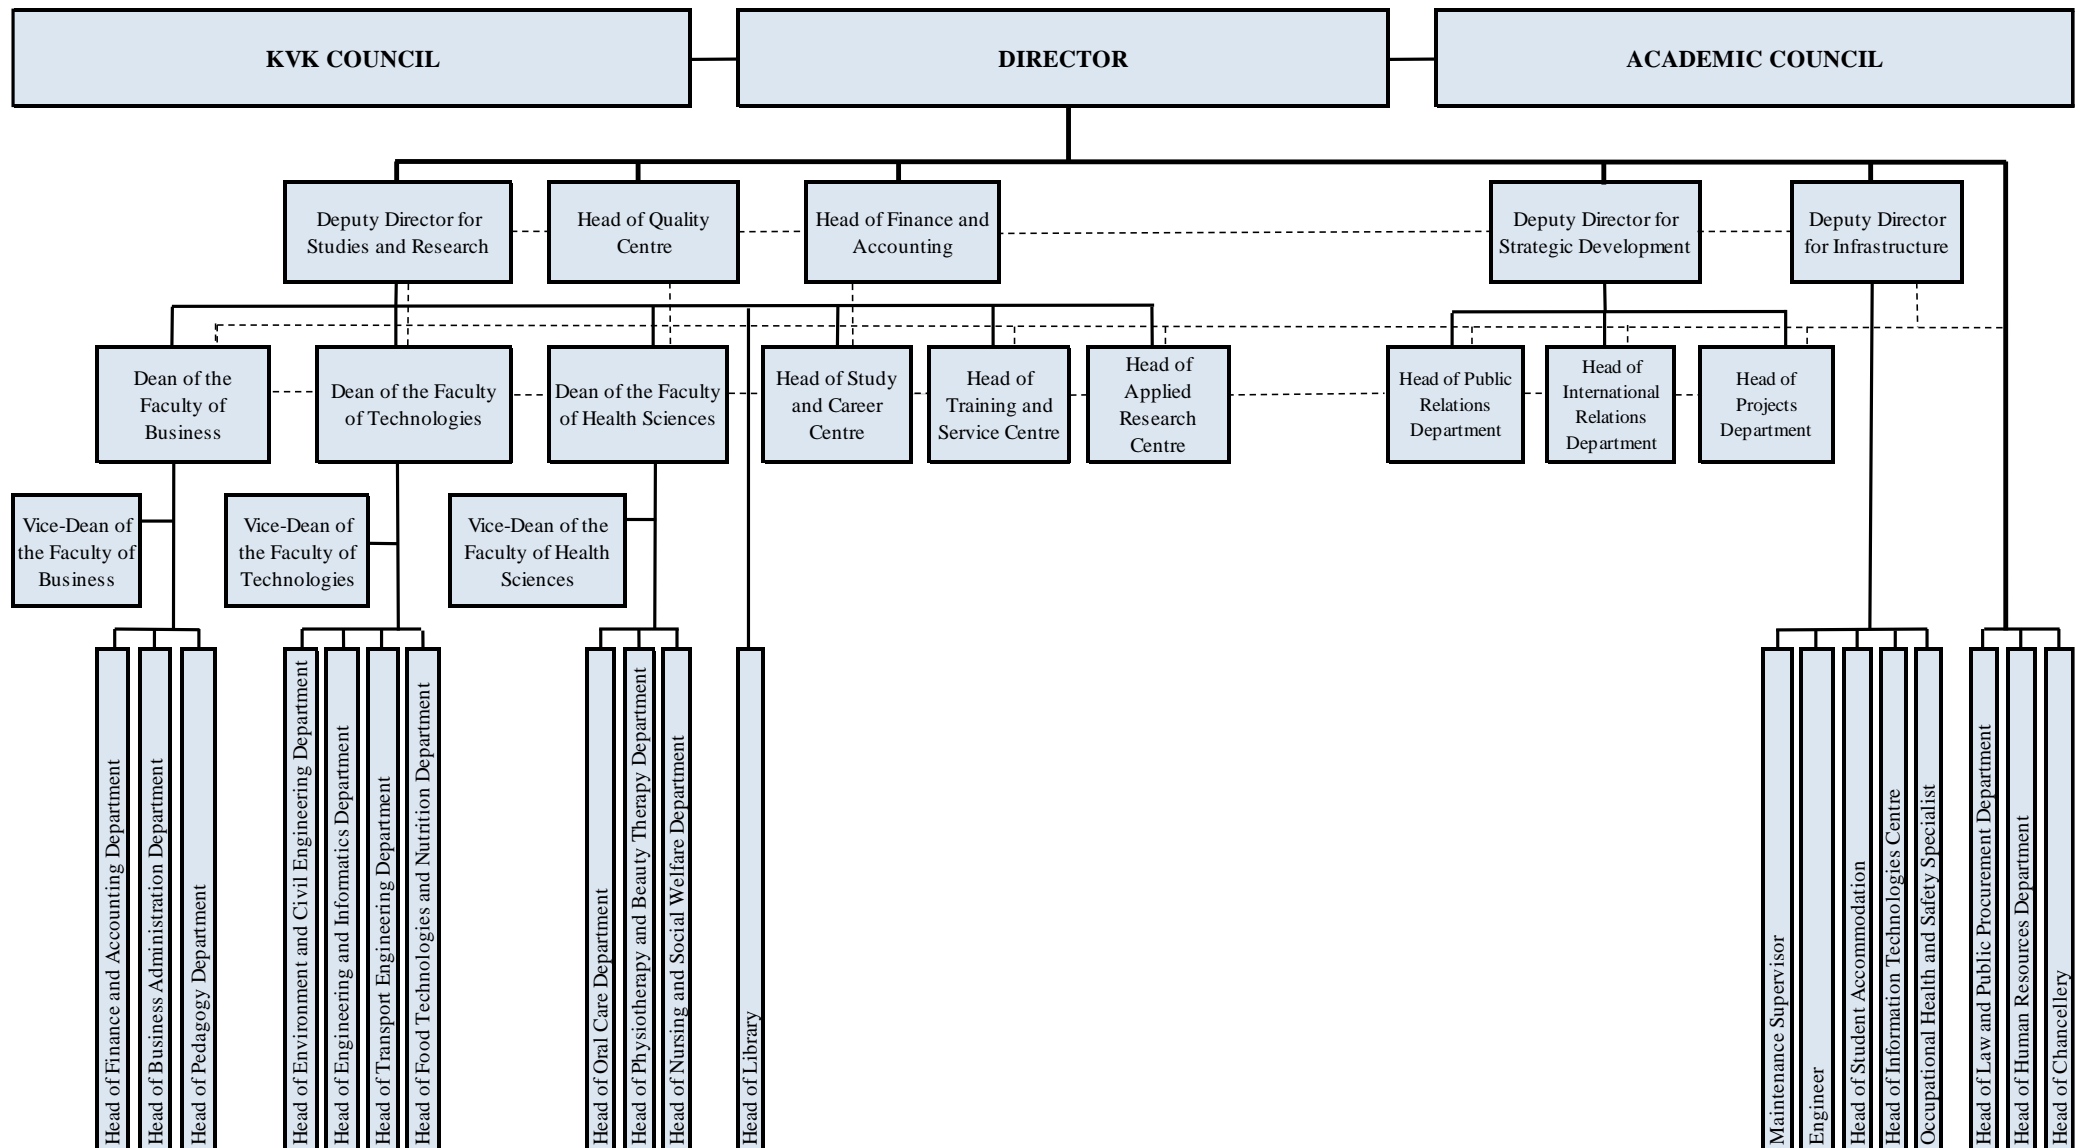 KVK COUNCIL
DIRECTOR
ACADEMIC COUNCIL
Deputy Director for
Studies and Research
Head of Quality
Centre
Head of Finance and
Accounting
Deputy Director for
Strategic Development
Deputy Director
for Infrastructure
Dean of the
Faculty of
Business
Dean of the Faculty
of Technologies
Dean of the Faculty
of Health Sciences
Head of Study
and Career
Centre
Head of
Training and
Service Centre
Head of
Applied
Research
Centre
Head of Public
Relations
Department
Head of
International
Relations
Department
Head of
Projects
Department
Vice-Dean of
the Faculty of
Business
Vice-Dean of
the Faculty of
Technologies
Vice-Dean of the
Faculty of Health
Sciences
Head of Finance and Accounting Department
Head of Business Administration Department
Head of Pedagogy Department
Head of Environment and Civil Engineering Department
Head of Engineering and Informatics Department
Head of Transport Engineering Department
Head of Food Technologies and Nutrition Department
Head of Oral Care Department
Head of Physiotherapy and Beauty Therapy Department
Head of Nursing and Social Welfare Department
Head of Library
Maintenance Supervisor
Engineer
Head of Student Accommodation
Head of Information Technologies Centre
Occupational Health and Safety Specialist
Head of Law and Public Procurement Department
Head of Human Resources Department
Head of Chancellery